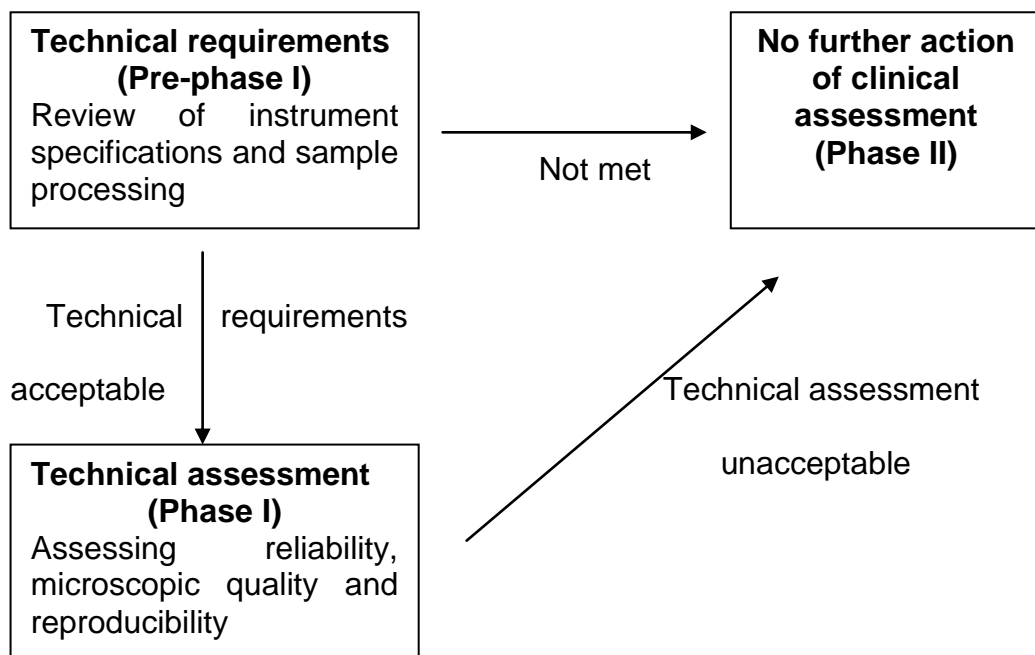 Technical requirements
(Pre-phase I)
Review of instrument
specifications and sample
processing
No further action
of clinical
assessment
(Phase II)
Not met
Technical requirements
acceptable
Technical assessment
unacceptable
Technical assessment
(Phase I)
Assessing reliability,
microscopic quality and
reproducibility